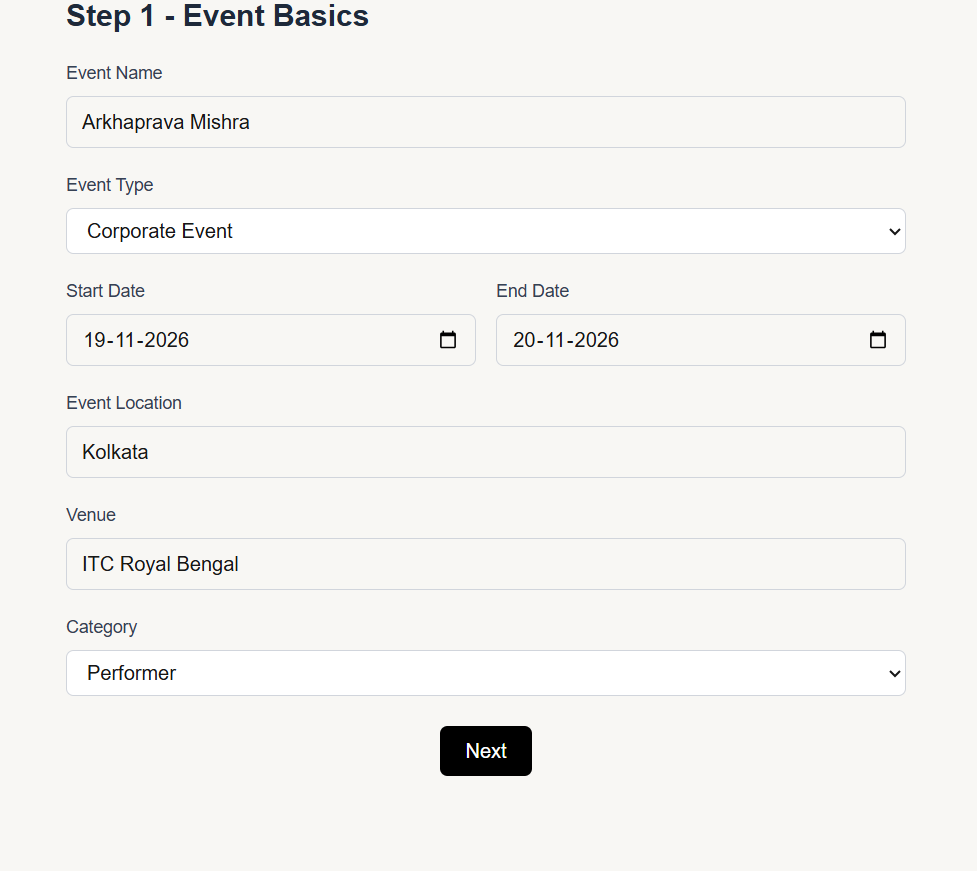 Step 1 - Event Basics
Event Name
Arkhaprava Mishra
Event Type
Corporate Event
Start Date End Date
19-11-2026 20-11-2026
Event Location
Kolkata
Venue
ITC Royal Bengal
Category
Performer
Next